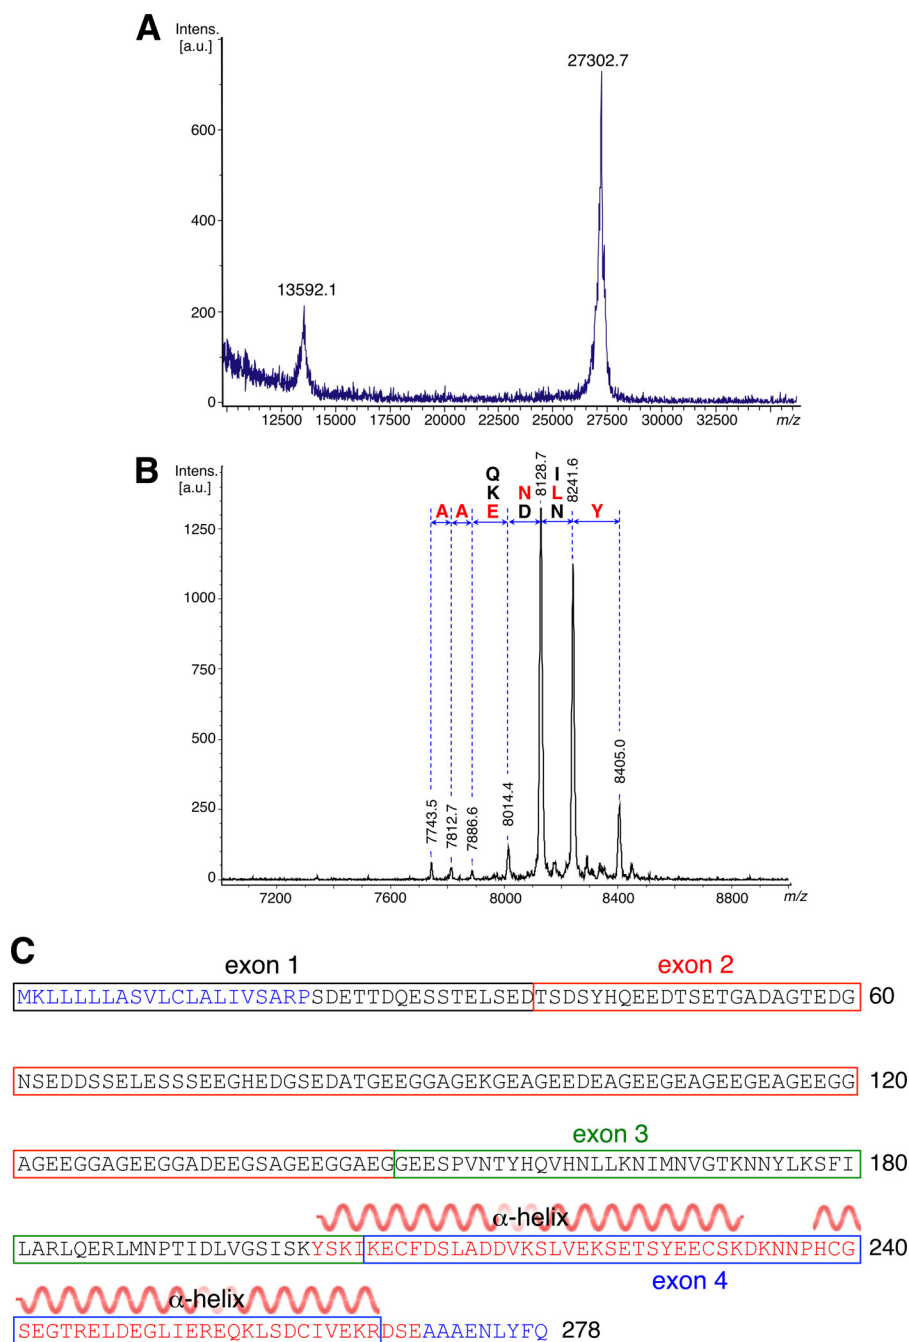 A
Intens.
[a.u.]
27302.7
600
400
13592.1
200
0
12500 15000 17500 20000 22500 25000 27500 30000 32500 m/z
B
Intens.
[a.u.]
Q I
K N L
A A E D N Y
8128.7
8241.6
1250
1000
750
500
250
0
7743.5
7812.7
7886.6
8014.4
8405.0
7200 7600 8000 8400 8800 m/z
C
exon 1 exon 2
MKLLLLLASVLCLALIVSARPSDETTDQESSTELSEDTSDSYHQEEDTSETGADAGTEDG 60
NSEDDSSELESSSEEGHEDGSEDATGEEGGAGEKGEAGEEDEAGEEGEAGEEGEAGEEGG 120
exon 3
AGEEGGAGEEGGADEEGSAGEEGGAEGGEESPVNTYHQVHNLLKNIMNVGTKNNYLKSFI 180
α-helix
LARLQERLMNPTIDLVGSISKYSKIKECFDSLADDVKSLVEKSETSYEECSKDKNNPHCG 240
α-helix exon 4
SEGTRELDEGLIEREQKLSDCIVEKRDSEAAAENLYFQ 278